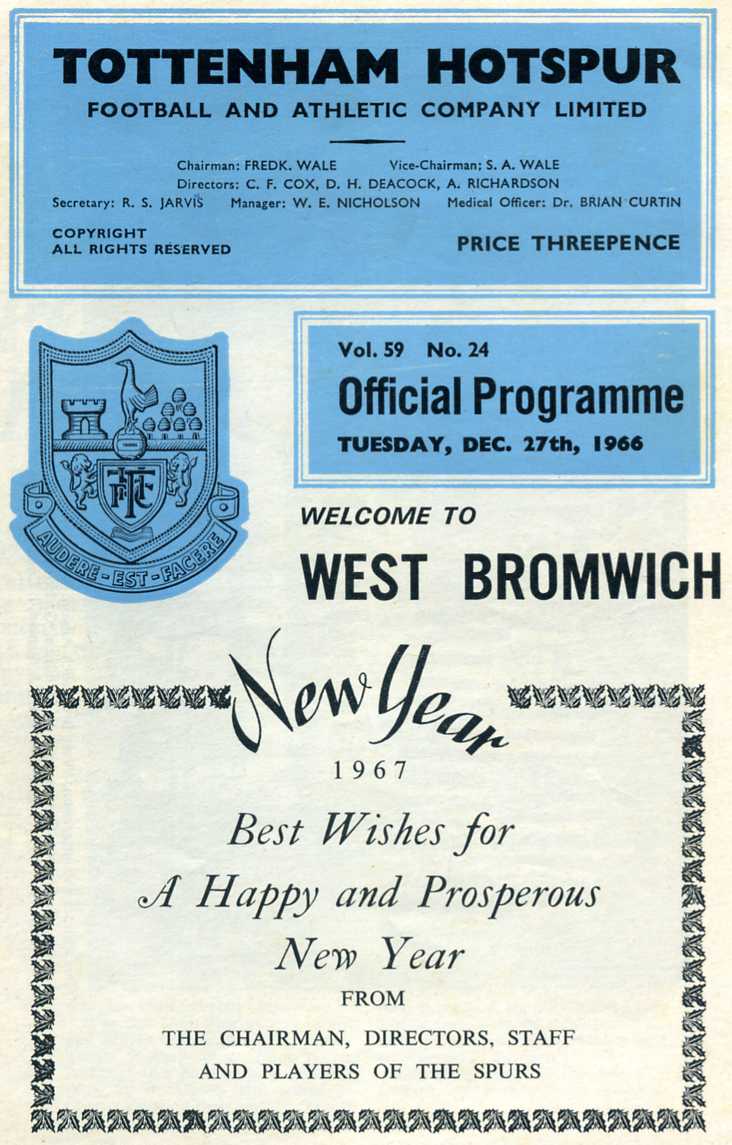 TOTTENHAM HOTSPUR
FOOTBALL AND ATHLETIC COMPANY LIMITED
Chairman: FREDK. WALE Vice-Chairman; S. A. WALE
Directors: C. F. COX, D. H. DEACOCK, A. RICHARDSON
Secretary: R. S. JARVIS Manager: W. E. NICHOLSON Medical Officer: Dr. BRIAN CURTIN
COPYRIGHT
ALL RIGHTS RESERVED
PRICE THREEPENCE
Vol. 59 No. 24
Official Programme
TUESDAY, DEC. 27th, 1966
THFC
AUDERE-EST-FACERE
WELCOME TO
WEST BROMWICH
New Year
1967
Best Wishes for
A Happy and Prosperous
New Year
FROM
THE CHAIRMAN, DIRECTORS, STAFF
AND PLAYERS OF THE SPURS